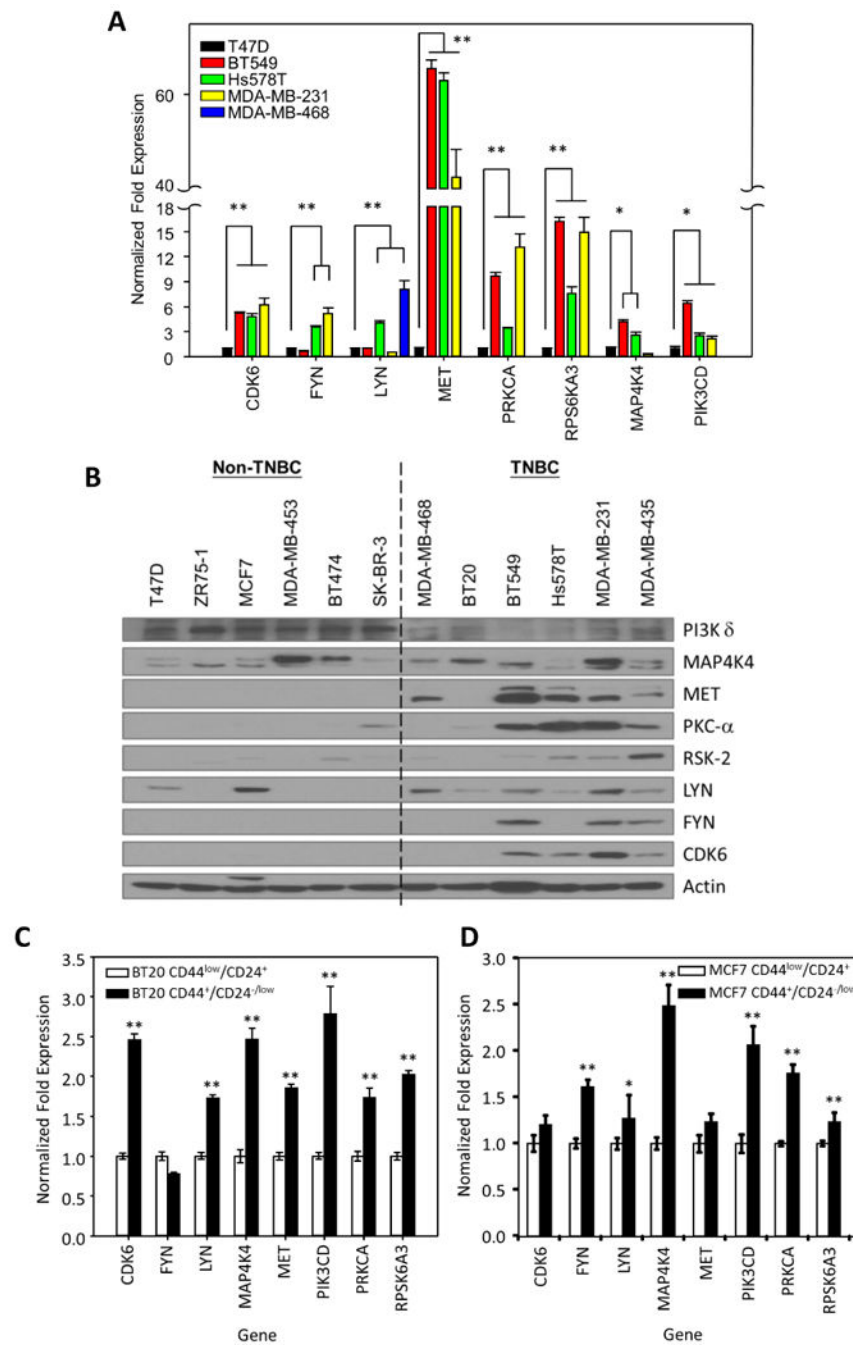 A
T47D
BT549
Hs578T
MDA-MB-231
MDA-MB-468
Normalized Fold Expression
60
40
18
15
12
9
6
3
0
**
**
**
**
**
**
*
*
CDK6
FYN
LYN
MET
PRKCA
RPS6KA3
MAP4K4
PIK3CD
B
Non-TNBC
TNBC
T47D
ZR75-1
MCF7
MDA-MB-453
BT474
SK-BR-3
MDA-MB-468
BT20
BT549
Hs578T
MDA-MB-231
MDA-MB-435
PI3K δ
MAP4K4
MET
PKC-α
RSK-2
LYN
FYN
CDK6
Actin
C
BT20 CD44low/CD24+
BT20 CD44+/CD24-/low
Normalized Fold Expression
3.5
3.0
2.5
2.0
1.5
1.0
0.5
0.0
**
**
**
**
**
**
**
CDK6
FYN
LYN
MAP4K4
MET
PIK3CD
PRKCA
RPSK6A3
Gene
D
MCF7 CD44low/CD24+
MCF7 CD44+/CD24-/low
Nomalized Fold Expression
3.0
2.5
2.0
1.5
1.0
0.5
0.0
**
*
**
**
**
**
CDK6
FYN
LYN
MAP4K4
MET
PIK3CD
PRKCA
RPSK6A3
Gene